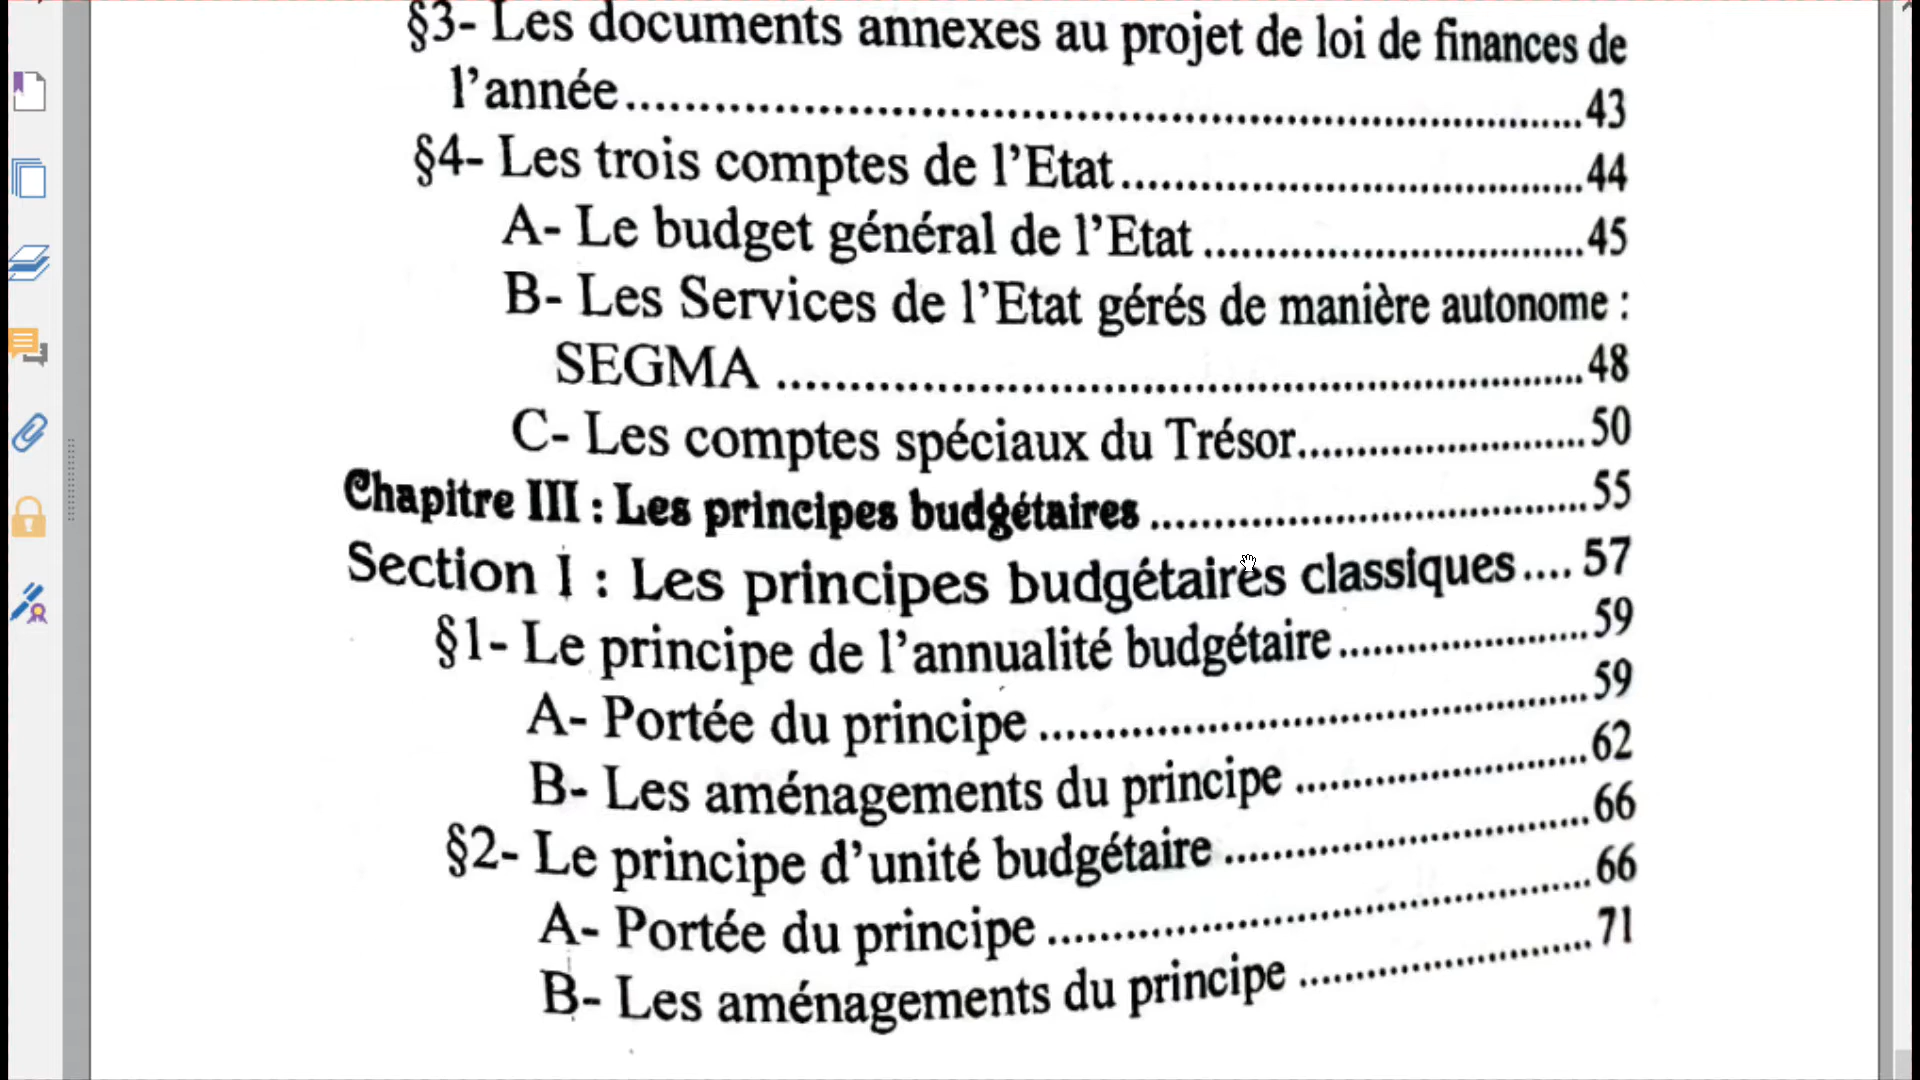 §3- Les documents annexes au projet de loi de finances de
l'année........................................................................43
§4- Les trois comptes de l'Etat......................................44
A- Le budget général de l'Etat ................................45
B- Les Services de l'Etat gérés de manière autonome :
SEGMA ..................................................................48
C- Les comptes spéciaux du Trésor........................50
Chapitre III : Les principes budgétaires ....................................55
Section I : Les principes budgétaires classiques.... 57
§1- Le principe de l'annualité budgétaire.....................59
A- Portée du principe .............................................59
B- Les aménagements du principe ........................62
§2- Le principe d'unité budgétaire ..............................66
A- Portée du principe .............................................66
B- Les aménagements du principe ........................71